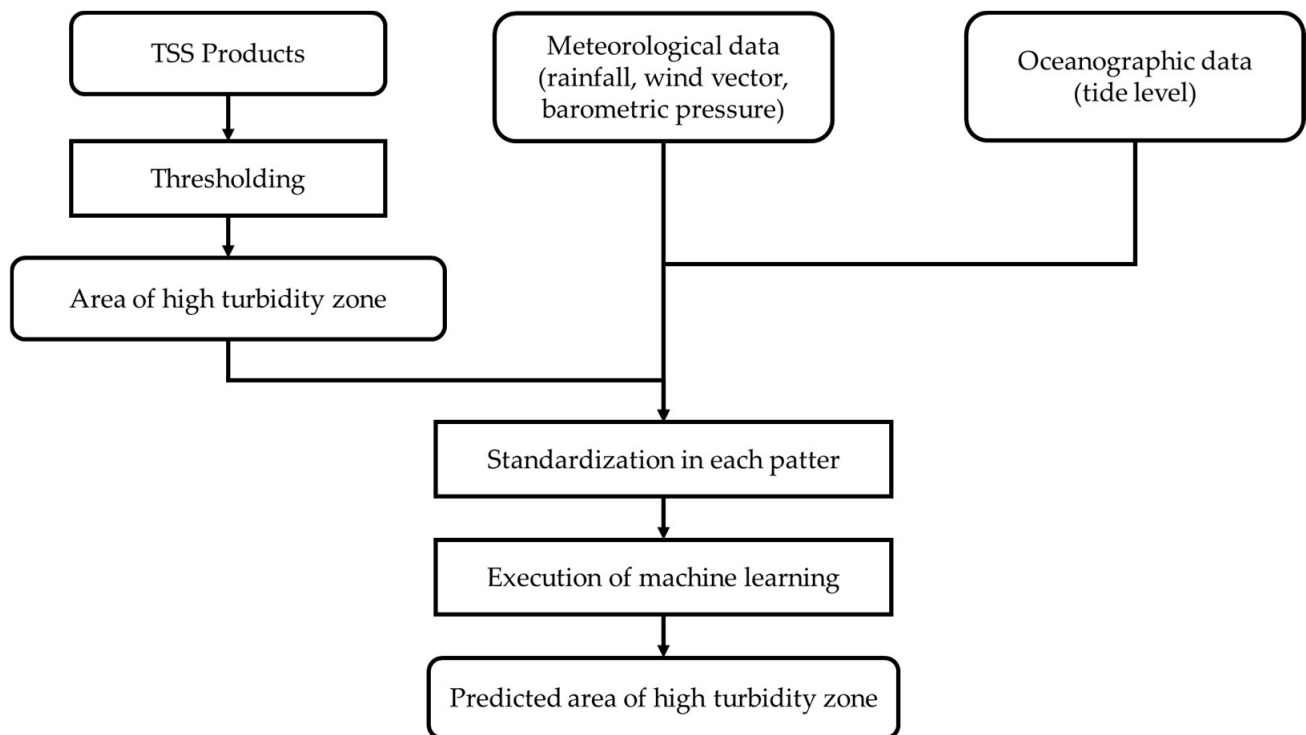 TSS Products
Meteorological data
(rainfall, wind vector,
barometric pressure)
Oceanographic data
(tide level)
Thresholding
Area of high turbidity zone
Standardization in each patter
Execution of machine learning
Predicted area of high turbidity zone